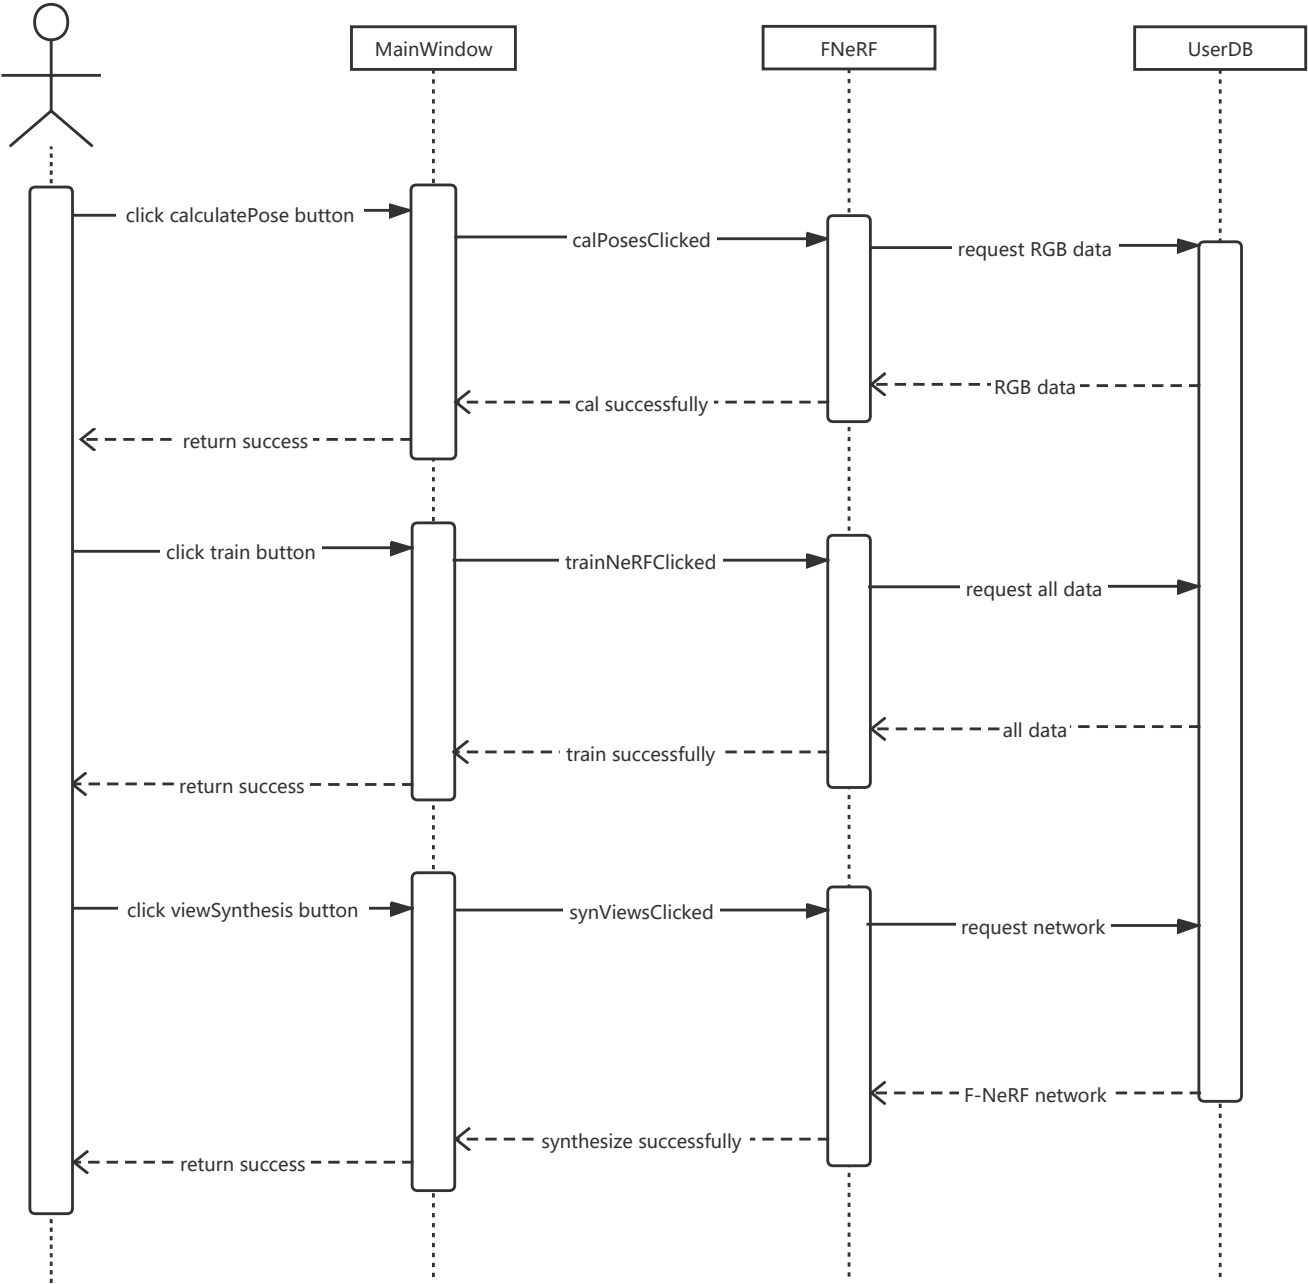 MainWindow
FNeRF
UserDB
click calculatePose button
calPosesClicked
request RGB data
RGB data
cal successfully
return success
click train button
trainNeRFClicked
request all data
all data
train successfully
return success
click viewSynthesis button
synViewsClicked
request network
F-NeRF network
synthesize successfully
return success